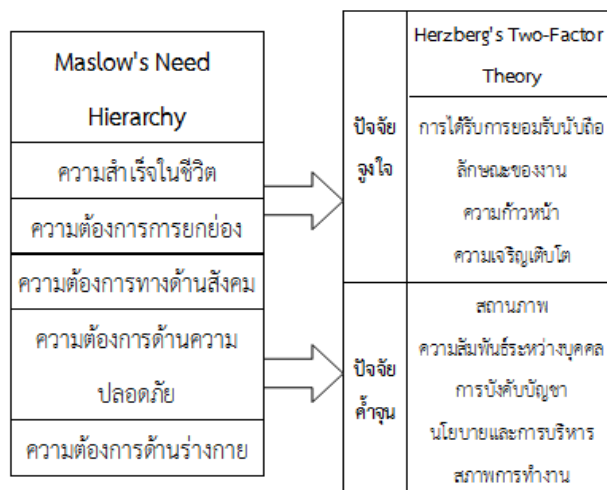 Maslow's Need
Hierarchy
ความสำเร็จในชีวิต
ความต้องการการยกย่อง
ความต้องการทางด้านสังคม
ความต้องการด้านความ
ปลอดภัย
ความต้องการด้านร่างกาย
ปัจจัย
จูงใจ
Herzberg's Two-Factor
Theory
การได้รับการยอมรับนับถือ
ลักษณะของงาน
ความก้าวหน้า
ความเจริญเติบโต
ปัจจัย
ค้ำจุน
สถานภาพ
ความสัมพันธ์ระหว่างบุคคล
การบังคับบัญชา
นโยบายและการบริหาร
สภาพการทำงาน